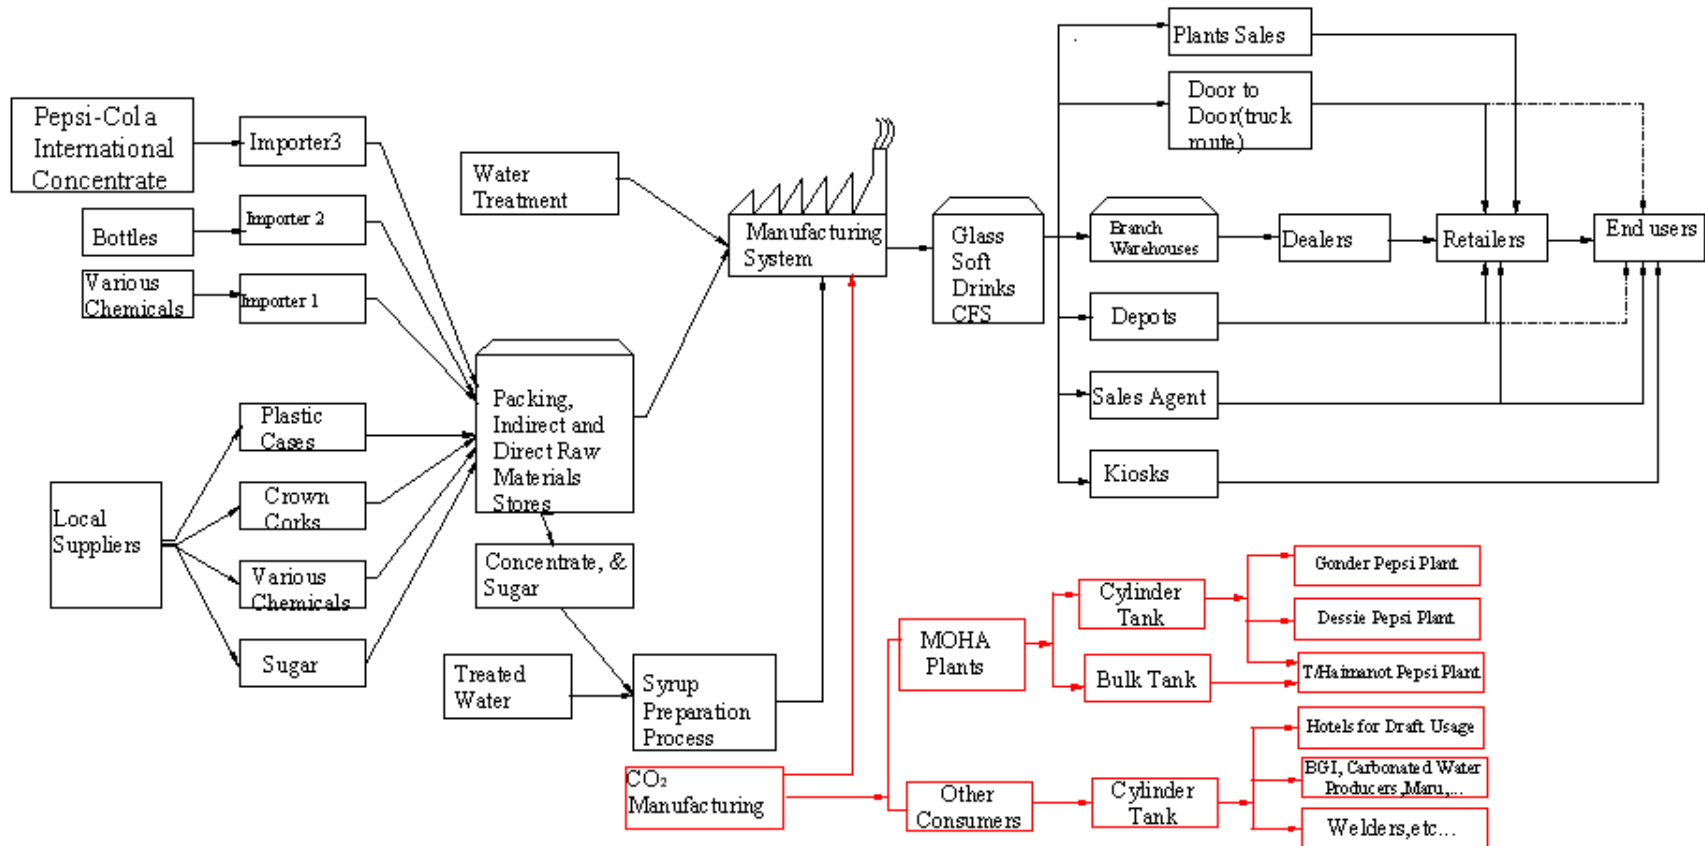 Pepsi-Cola
International
Concentrate
Importer3
Bottles
Importer 2
Various
Chemicals
Importer 1
Local
Suppliers
Plastic
Cases
Crown
Corks
Various
Chemicals
Sugar
Packing,
Indirect and
Direct Raw
Materials
Stores
Concentrate, &
Sugar
Treated
Water
Syrup
Preparation
Process
Water
Treatment
Manufacturing
System
Glass
Soft
Drinks
CFS
Plants Sales
Door to
Door(truck
route)
Branch
Warehouses
Dealers
Retailers
End users
Depots
Sales Agent
Kiosks
CO₂
Manufacturing
MOHA
Plants
Cylinder
Tank
Bulk Tank
Gonder Pepsi Plant
Dessie Pepsi Plant
T/Haimanot Pepsi Plant
Other
Consumers
Cylinder
Tank
Hotels for Draft Usage
BGI, Carbonated Water
Producers,Maru,...
Welders,etc...